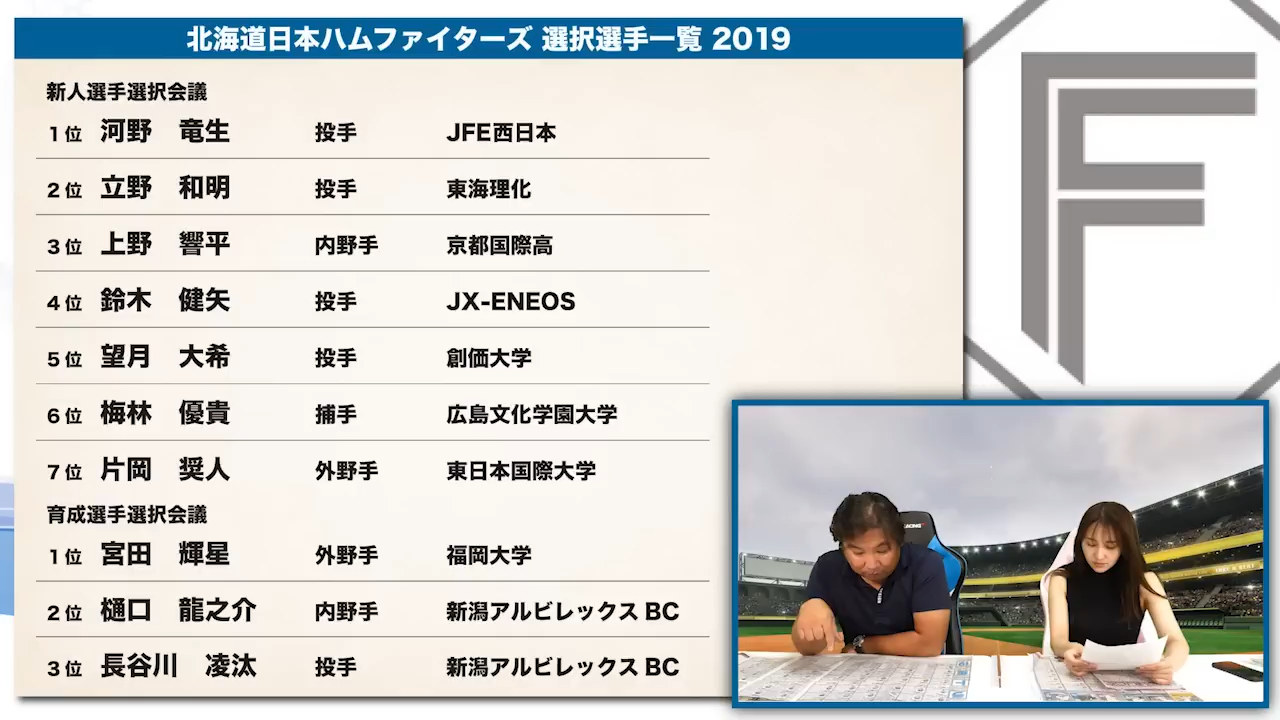 北海道日本ハムファイターズ 選択選手一覧 2019
新人選手選択会議
1位 河野 竜生 投手 JFE西日本
2位 立野 和明 投手 東海理化
3位 上野 響平 内野手 京都国際高
4位 鈴木 健矢 投手 JX-ENEOS
5位 望月 大希 投手 創価大学
6位 梅林 優貴 捕手 広島文化学園大学
7位 片岡 奨人 外野手 東日本国際大学
育成選手選択会議
1位 宮田 輝星 外野手 福岡大学
2位 樋口 龍之介 内野手 新潟アルビレックスBC
3位 長谷川 凌汰 投手 新潟アルビレックスBC